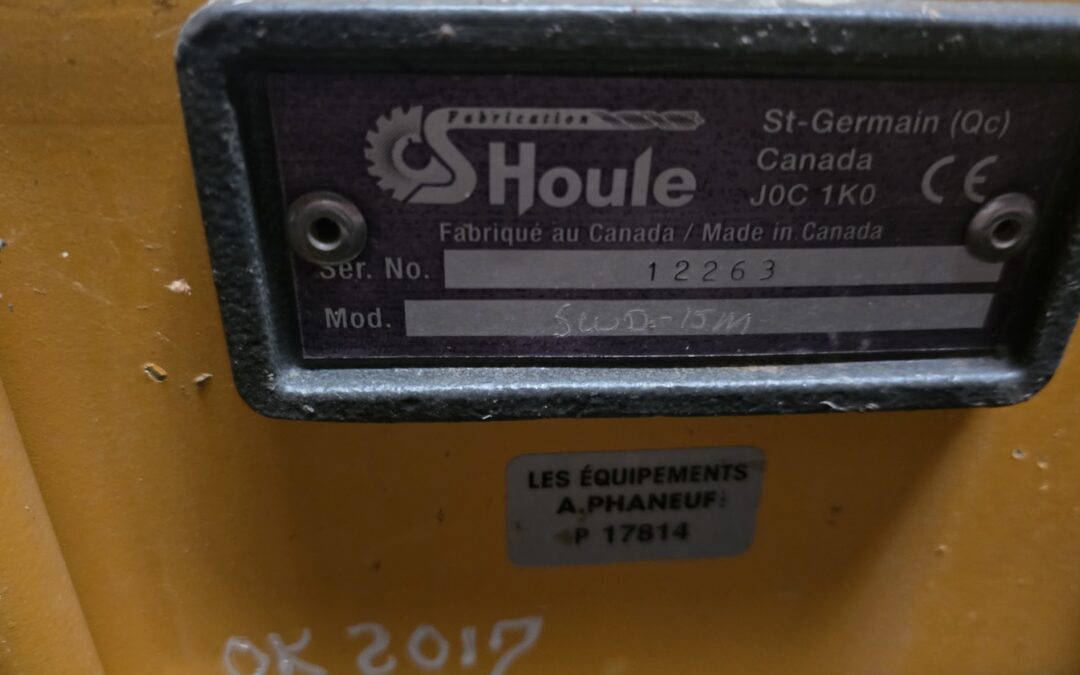 Fabrication
CS Houle
St-Germain (Qc)
Canada
J0C 1K0
CE
Fabriqué au Canada / Made in Canada
Ser. No. 12263
Mod. SWD-15M
LES ÉQUIPEMENTS
A.PHANEUF
P 17814
OK 2017